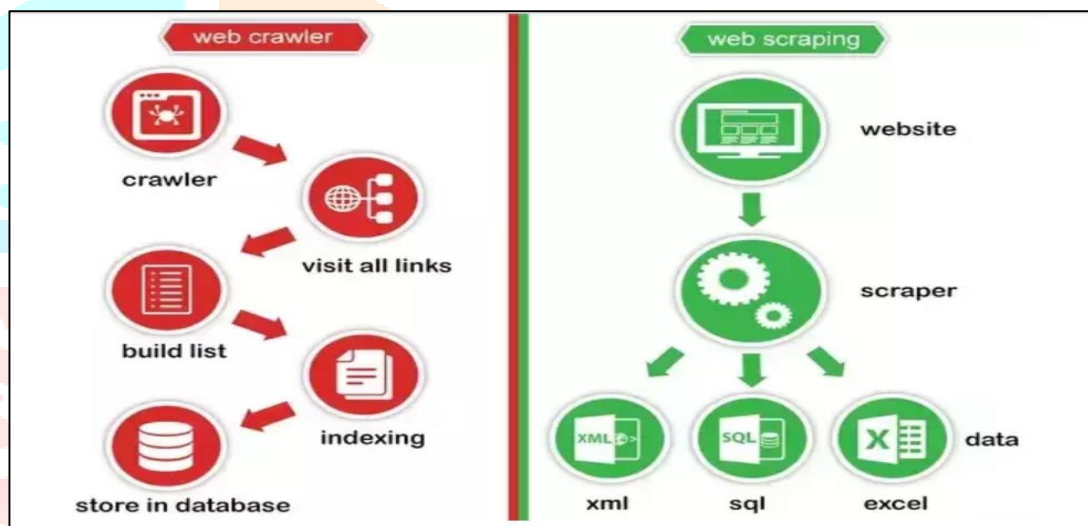 web crawler
crawler
visit all links
build list
indexing
store in database
web scraping
website
scraper
XML
SQL
X
data
xml
sql
excel